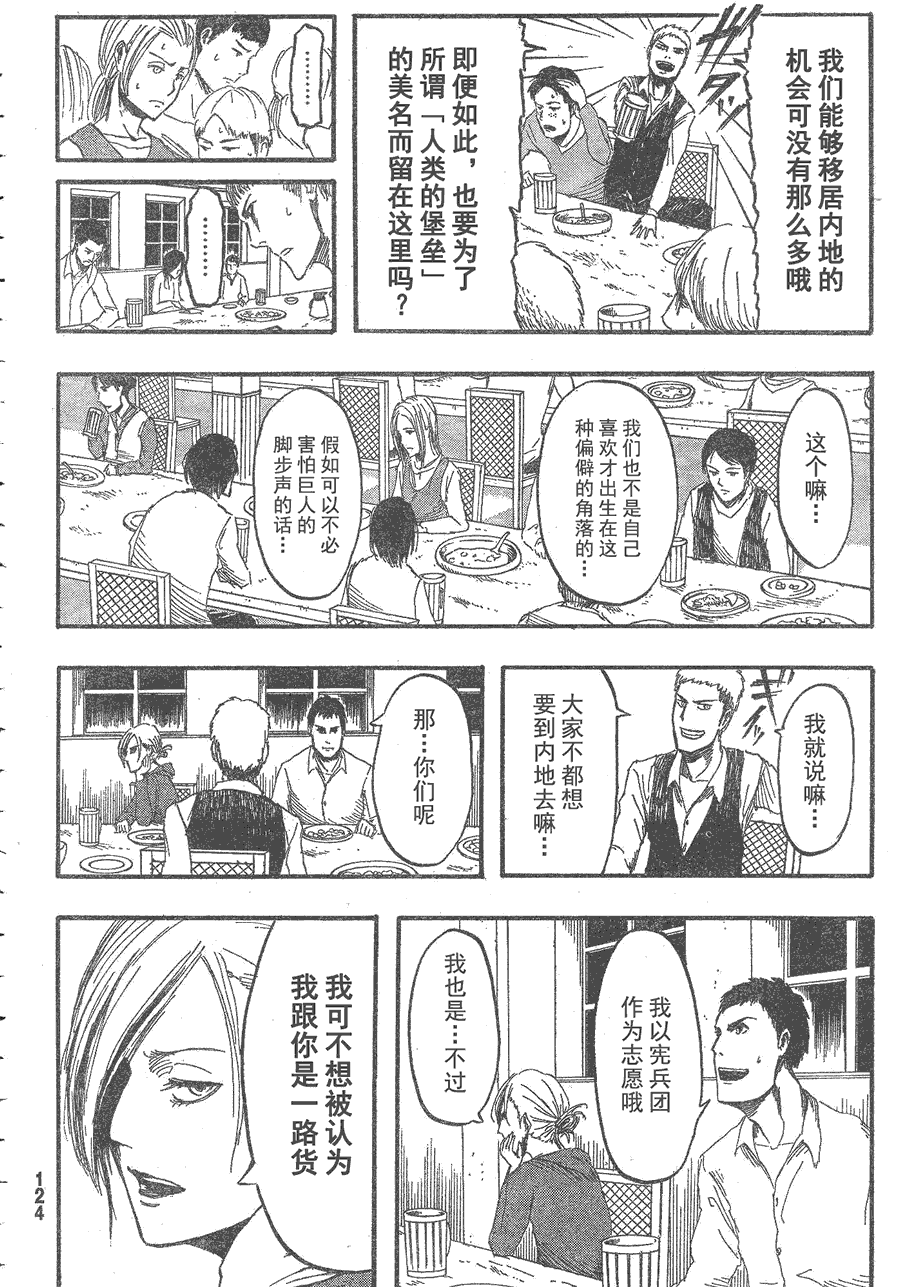 我们能够移居内地的
机会可没有那么多哦
即便如此，也要为了
所谓「人类的堡垒」
的美名而留在这里吗？
………
………
这个嘛…
我们也不是自己
喜欢才出生在这
种偏僻的角落的…
假如可以不必
害怕巨人的
脚步声的话…
我就说嘛…
大家不都想
要到内地去嘛…
那…你们呢
我以宪兵团
作为志愿哦
我也是…不过
我可不想被认为
我跟你是一路货
124